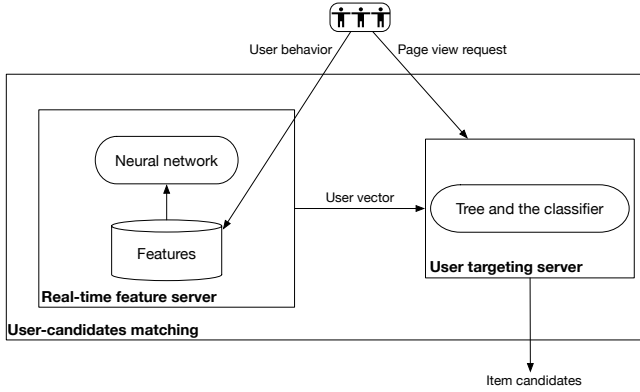 User behavior
Page view request
Neural network
User vector
Tree and the classifier
Features
User targeting server
Real-time feature server
User-candidates matching
Item candidates